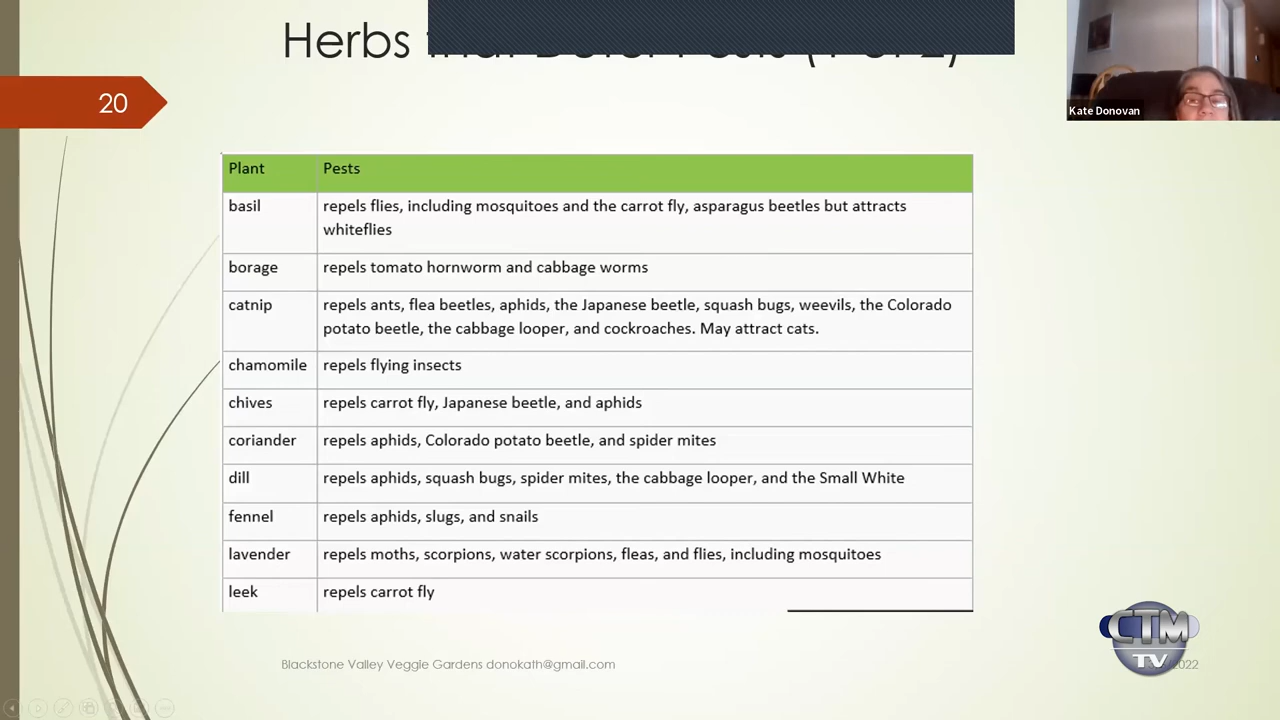 Herbs
20
Kate Donovan
Plant Pests
basil repels flies, including mosquitoes and the carrot fly, asparagus beetles but attracts
whiteflies
borage repels tomato hornworm and cabbage worms
catnip repels ants, flea beetles, aphids, the Japanese beetle, squash bugs, weevils, the Colorado
potato beetle, the cabbage looper, and cockroaches. May attract cats.
chamomile repels flying insects
chives repels carrot fly, Japanese beetle, and aphids
coriander repels aphids, Colorado potato beetle, and spider mites
dill repels aphids, squash bugs, spider mites, the cabbage looper, and the Small White
fennel repels aphids, slugs, and snails
lavender repels moths, scorpions, water scorpions, fleas, and flies, including mosquitoes
leek repels carrot fly
Blackstone Valley Veggie Gardens donokath@gmail.com
CTM
TV
2022